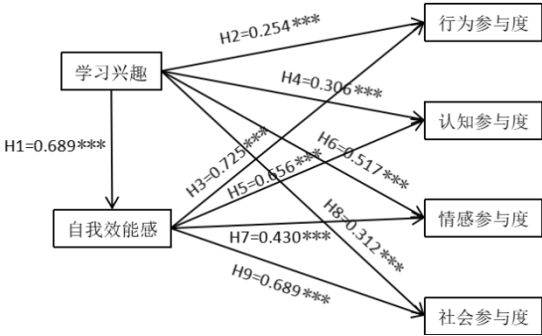 行为参与度
H2=0.254***
学习兴趣
H4=0.306***
认知参与度
H1=0.689***
H6=0.517***
H3=0.725***
H5=0.656***
自我效能感
H8=0.312***
情感参与度
H7=0.430***
H9=0.689***
社会参与度